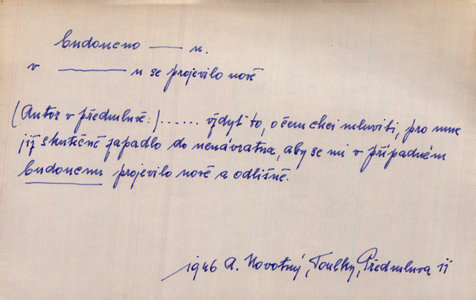 budoucno — n.
v — u se projevilo nově
(Autor v předmluvě:)...... vždyť to, o čem chci mluviti, pro mne
již skutečně zapadlo do nenávratna, aby se mi v případném
budoucnu projevilo nově a odlišně.
1946 A. Novotný, Toulky, Předmluva II